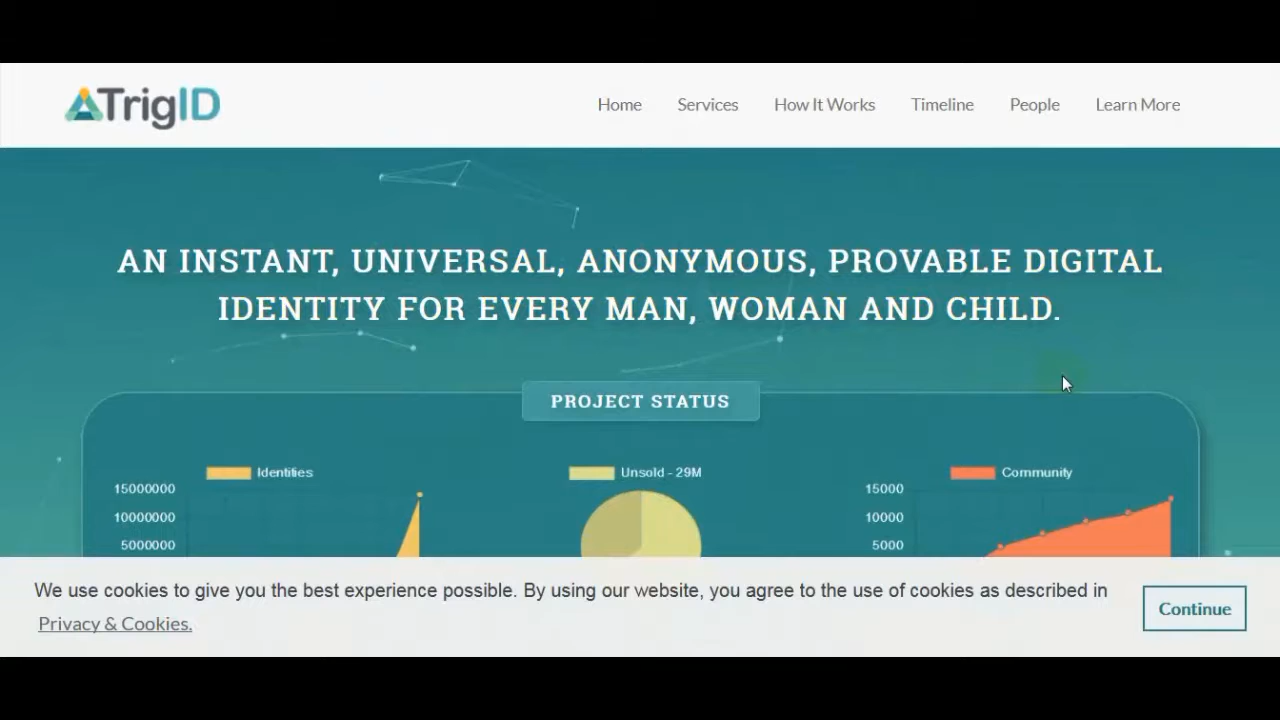 TrigID
Home Services How It Works Timeline People Learn More
AN INSTANT, UNIVERSAL, ANONYMOUS, PROVABLE DIGITAL
IDENTITY FOR EVERY MAN, WOMAN AND CHILD.
PROJECT STATUS
Identities
15000000
10000000
5000000
Unsold - 29M
Community
15000
10000
5000
We use cookies to give you the best experience possible. By using our website, you agree to the use of cookies as described in
Privacy & Cookies.
Continue